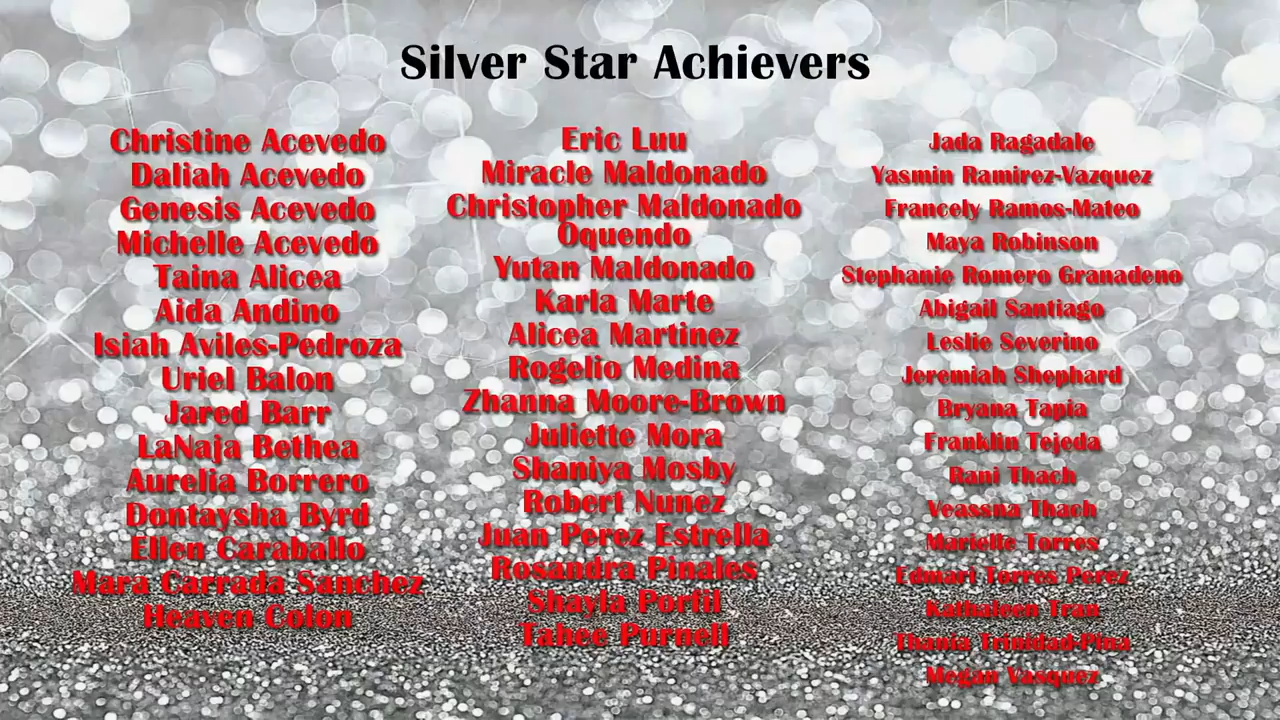 Silver Star Achievers
Christine Acevedo
Daliah Acevedo
Genesis Acevedo
Michelle Acevedo
Taina Alicea
Aida Andino
Isiah Aviles-Pedroza
Uriel Balon
Jared Barr
LaNaja Bethea
Aurelia Borrero
Dontaysha Byrd
Ellen Caraballo
Mara Carrada Sanchez
Heaven Colon
Eric Luu
Miracle Maldonado
Christopher Maldonado
Oquendo
Yutan Maldonado
Karla Marte
Alicea Martinez
Rogelio Medina
Zhanna Moore-Brown
Juliette Mora
Shaniya Mosby
Robert Nunez
Juan Perez Estrella
Rosandra Pinales
Shayla Porfil
Tahee Purnell
Jada Ragadale
Yasmin Ramirez-Vazquez
Francely Ramos-Mateo
Maya Robinson
Stephanie Romero Granadeno
Abigail Santiago
Leslie Severino
Jeremiah Shephard
Bryana Tapia
Franklin Tejeda
Rani Thach
Veassna Thach
Marielle Torres
Edmari Torres Perez
Kathaleen Tran
Thania Trinidad-Pina
Megan Vasquez